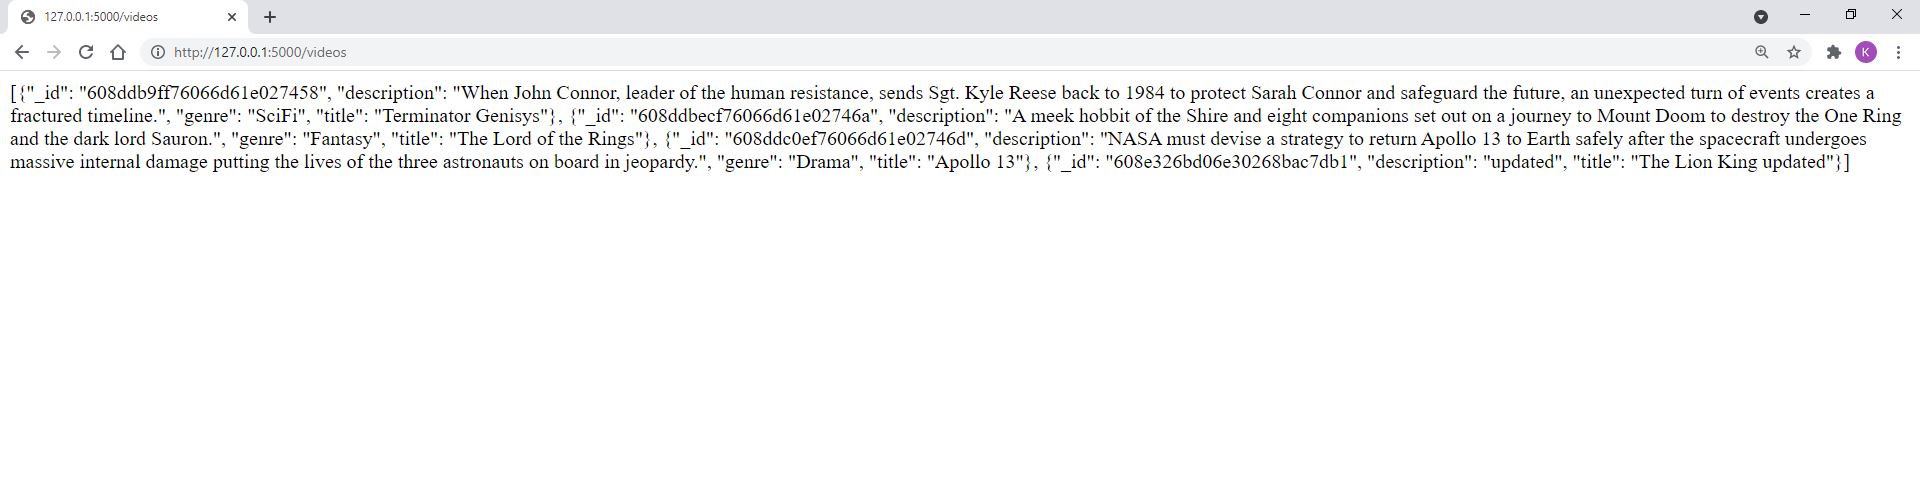 127.0.0.1:5000/videos
http://127.0.0.1:5000/videos
K
[{"_id": "608ddb9ff76066d61e027458", "description": "When John Connor, leader of the human resistance, sends Sgt. Kyle Reese back to 1984 to protect Sarah Connor and safeguard the future, an unexpected turn of events creates a
fractured timeline.", "genre": "SciFi", "title": "Terminator Genisys"}, {"_id": "608ddbecf76066d61e02746a", "description": "A meek hobbit of the Shire and eight companions set out on a journey to Mount Doom to destroy the One Ring
and the dark lord Sauron.", "genre": "Fantasy", "title": "The Lord of the Rings"}, {"_id": "608ddc0ef76066d61e02746d", "description": "NASA must devise a strategy to return Apollo 13 to Earth safely after the spacecraft undergoes
massive internal damage putting the lives of the three astronauts on board in jeopardy.", "genre": "Drama", "title": "Apollo 13"}, {"_id": "608e326bd06e30268bac7db1", "description": "updated", "title": "The Lion King updated"}]